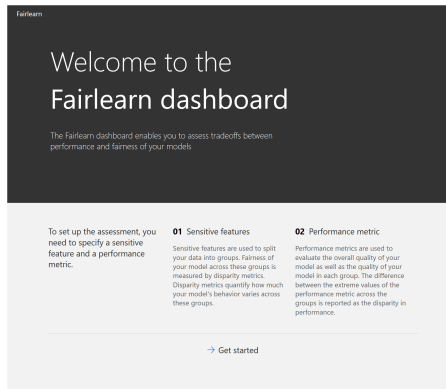 Fairlearn
Welcome to the
Fairlearn dashboard
The Fairlearn dashboard enables you to assess tradeoffs between
performance and fairness of your models
To set up the assessment, you
need to specify a sensitive
feature and a performance
metric.
01 Sensitive features
Sensitive features are used to split
your data into groups. Fairness of
your model across these groups is
measured by disparity metrics.
Disparity metrics quantify how much
your model's behavior varies across
these groups.
02 Performance metric
Performance metrics are used to
evaluate the overall quality of your
model as well as the quality of your
model in each group. The difference
between the extreme values of the
performance metric across the
groups is reported as the disparity in
performance.
→ Get started